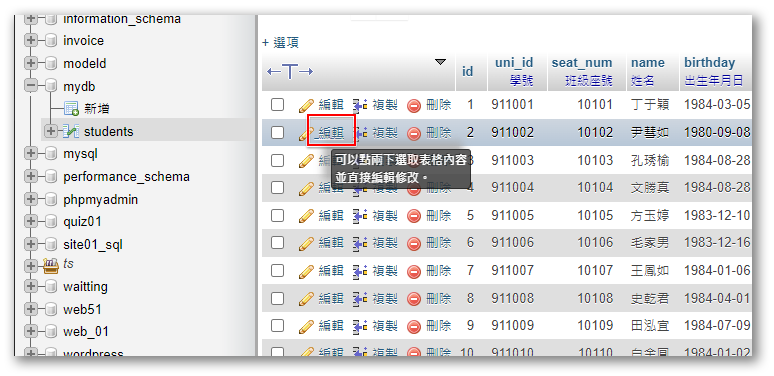 information_schema
invoice
modeld
mydb
新增
students
mysql
performance_schema
phpmyadmin
quiz01
site01_sql
ts
waitting
web51
web_01
wordpress
+ 選項
←T→ id uni_id seat_num name birthday
學號 班級座號 姓名 出生年月日
編輯 複製 刪除 1 911001 10101 丁于穎 1984-03-05
編輯 複製 刪除 2 911002 10102 尹彗如 1980-09-08
編輯 複製 刪除 3 911003 10103 孔琇榆 1984-08-28
可以點兩下選取表格內容
並直接編輯修改。
編輯 刪除 4 911004 10104 文勝真 1984-08-28
編輯 複製 刪除 5 911005 10105 方玉婷 1983-12-10
編輯 複製 刪除 6 911006 10106 毛家男 1983-12-16
編輯 複製 刪除 7 911007 10107 王鳳如 1984-01-06
編輯 複製 刪除 8 911008 10108 史乾君 1984-04-01
編輯 複製 刪除 9 911009 10109 田泓宜 1984-07-09
編輯 複製 刪除 10 911010 10110